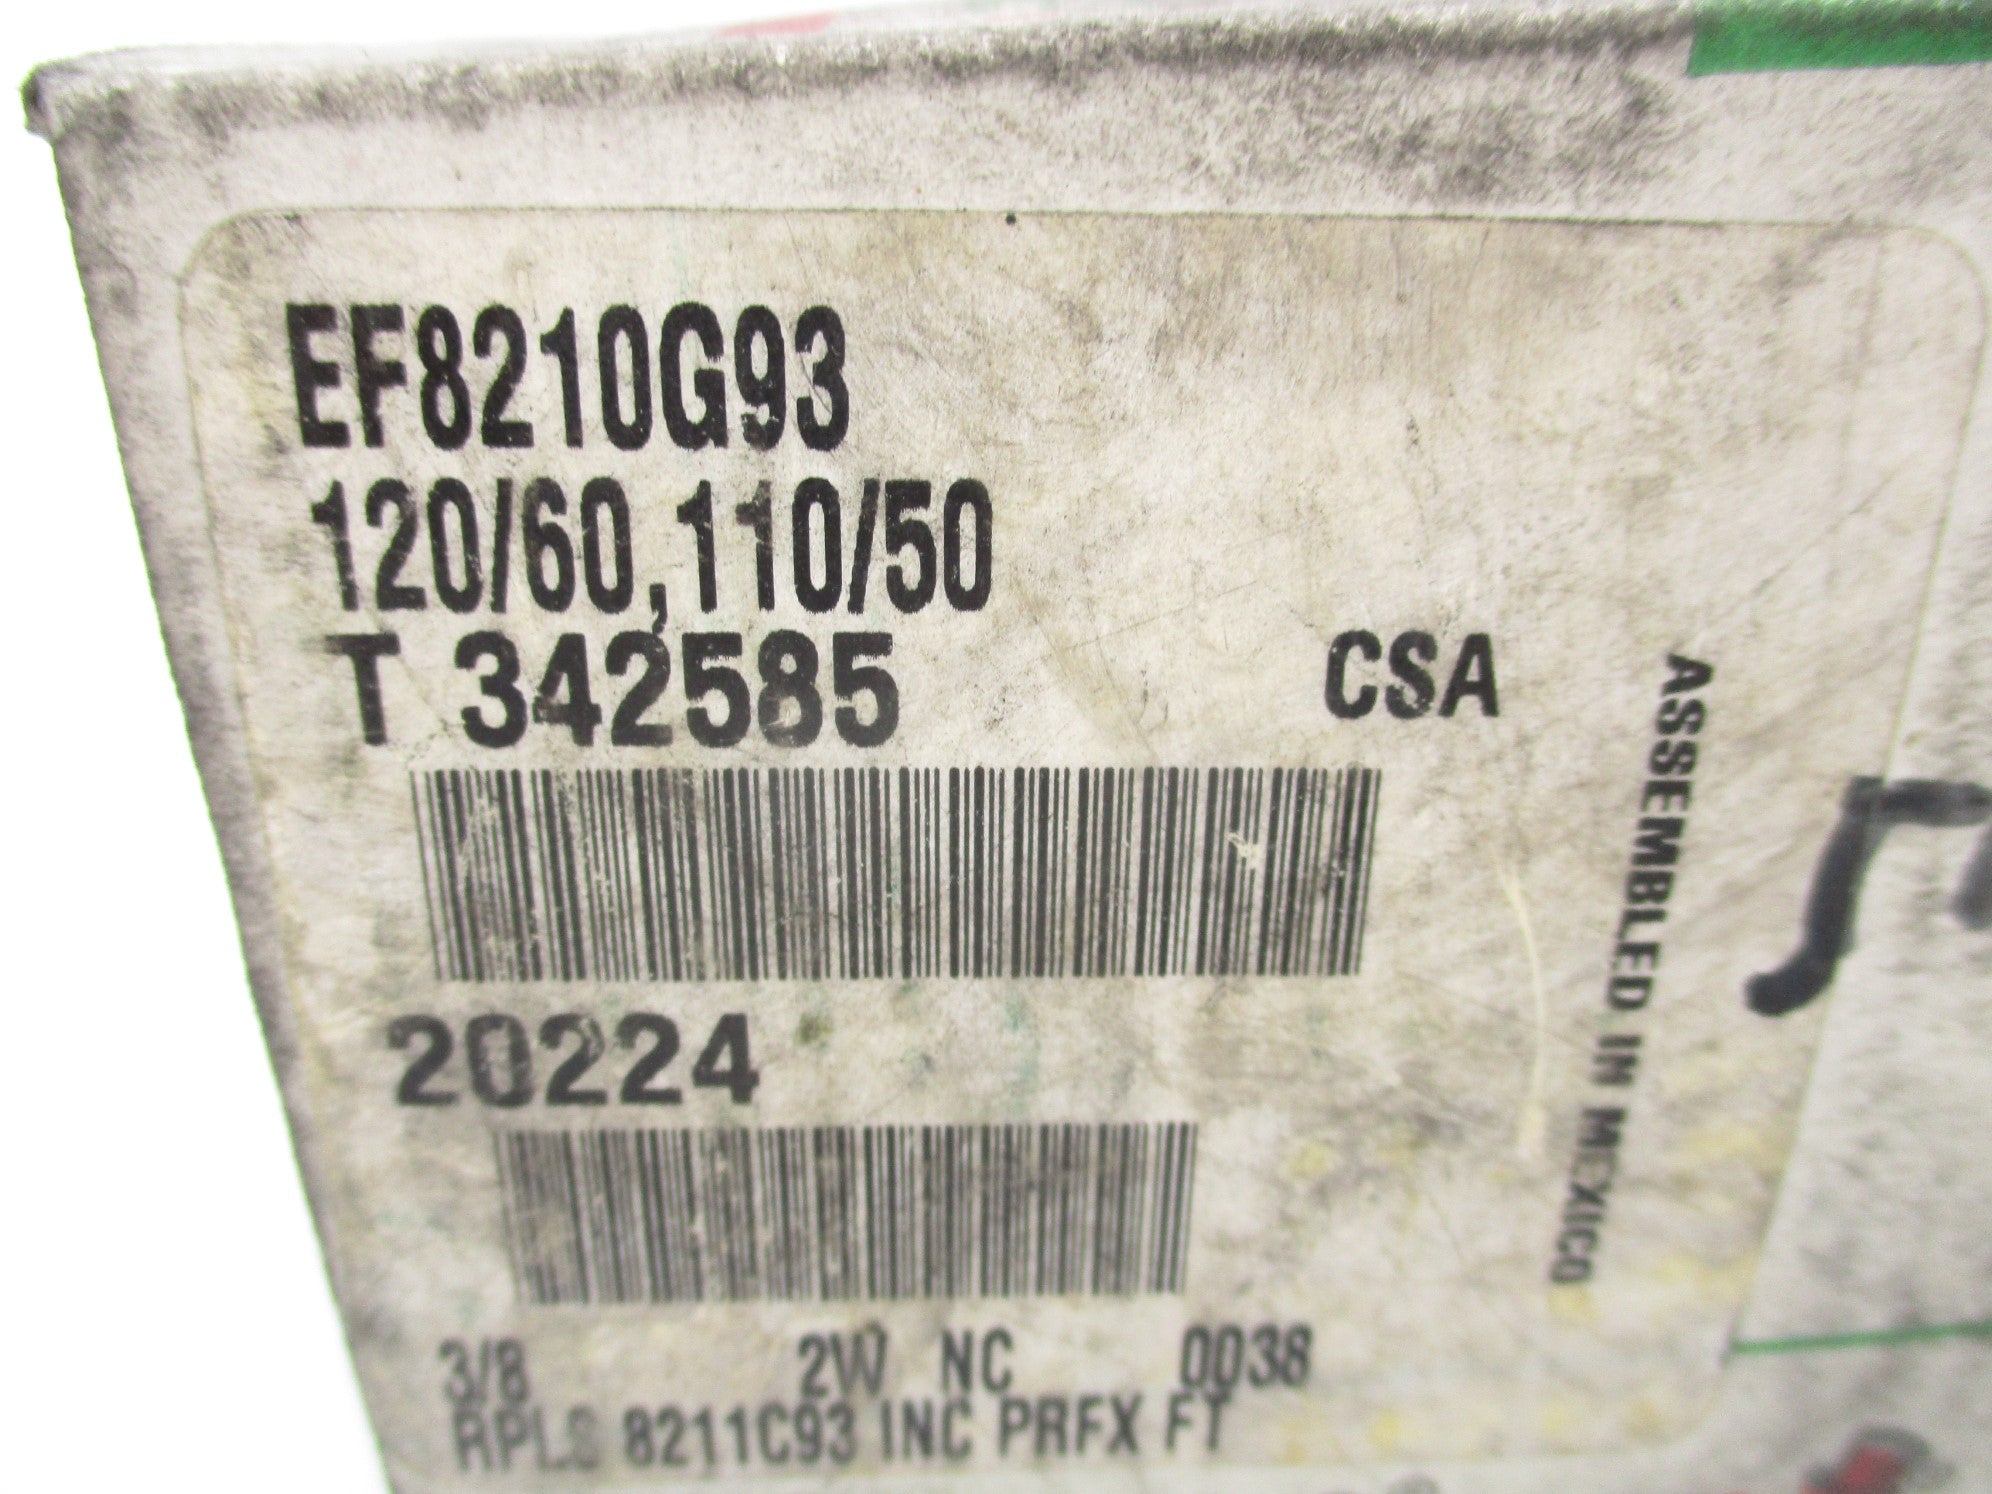 EF8210G93
120/60,110/50
T 342585
CSA
ASSEMBLED IN MEXICO
20224
3/8 2W NC 0038
RPLS 8211C93 INC PRFX FT